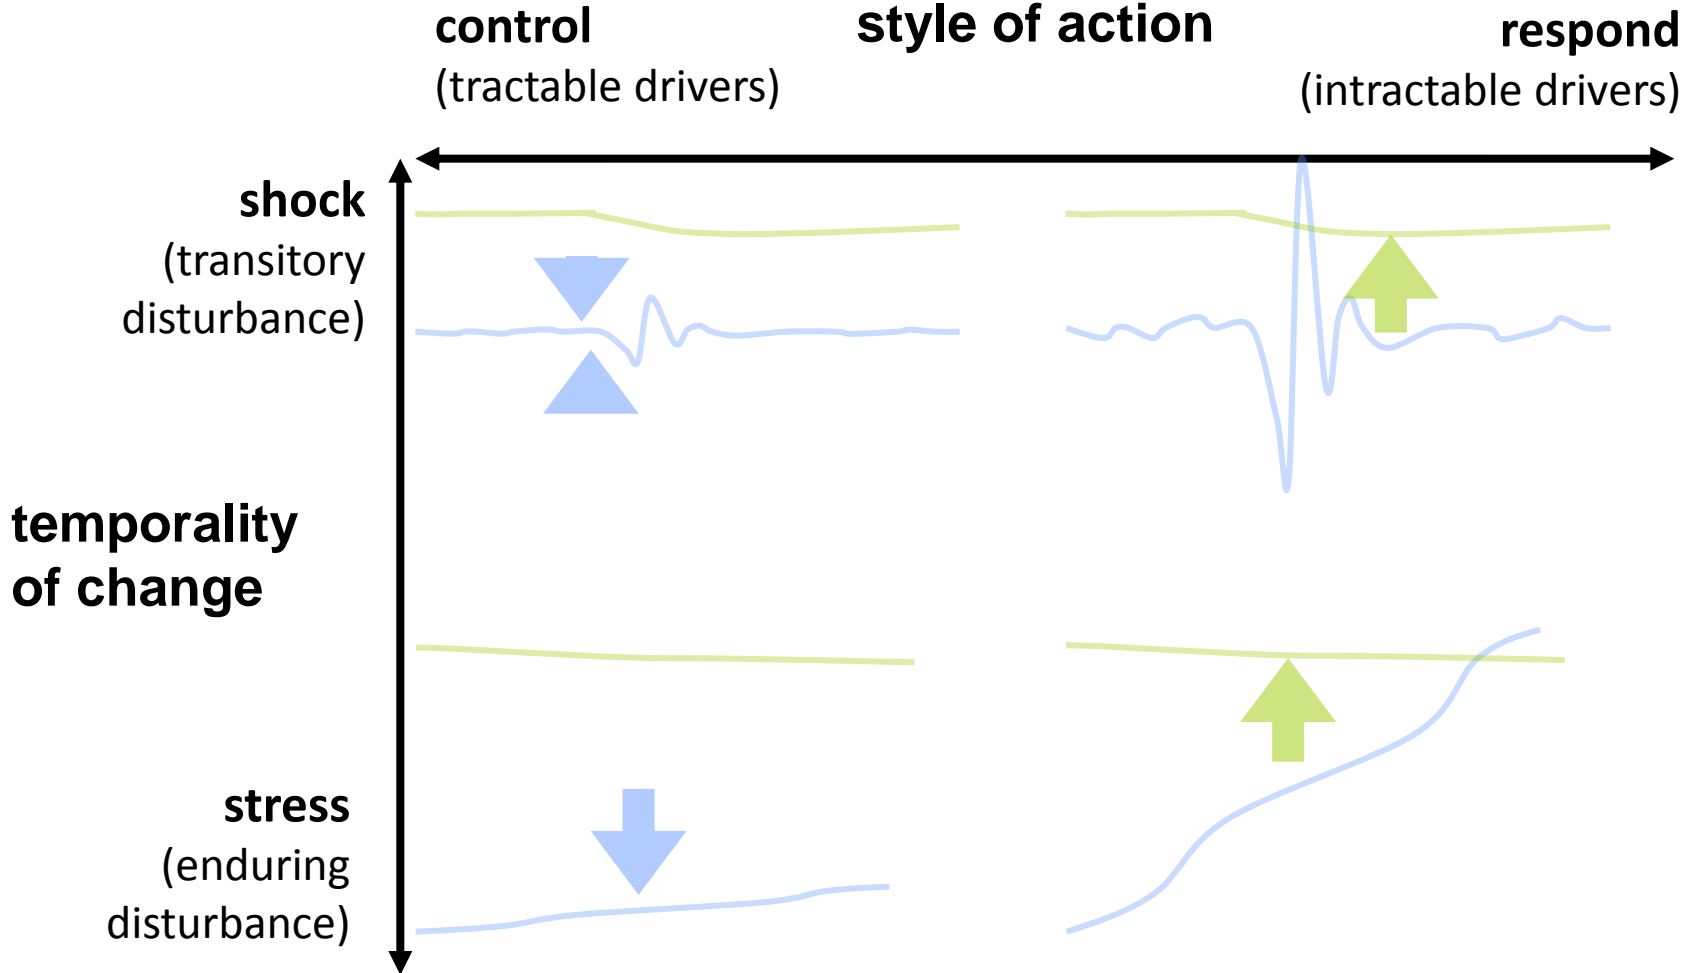 control
(tractable drivers)
style of action
respond
(intractable drivers)
shock
(transitory
disturbance)
temporality
of change
stress
(enduring
disturbance)